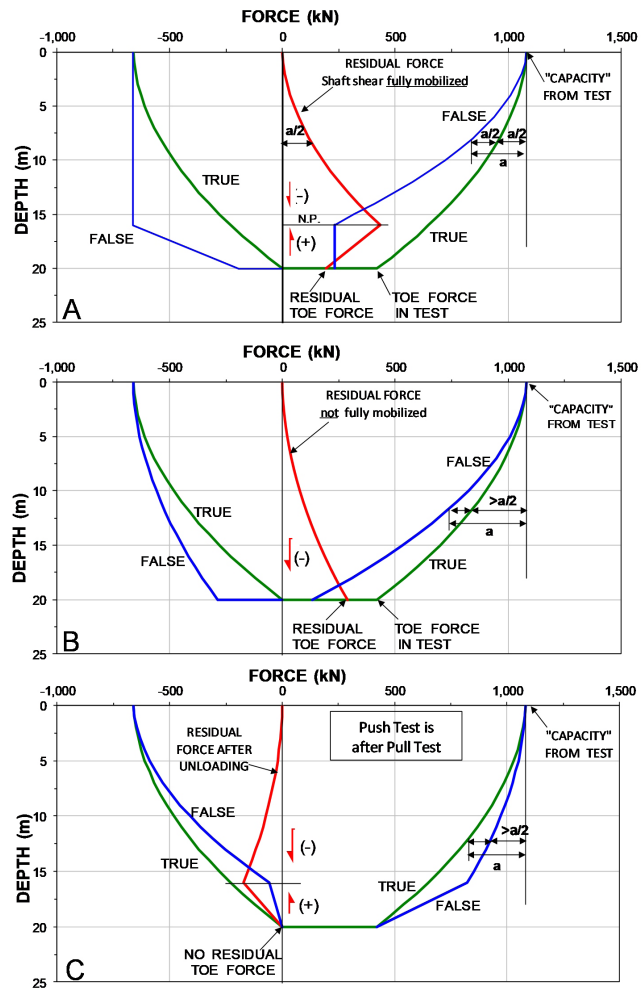 FORCE (kN)
-1,000 -500 0 500 1,000 1,500
0
RESIDUAL FORCE
Shaft shear fully mobilized
"CAPACITY"
FROM TEST
5
FALSE
a/2
a/2 a/2
a
10
TRUE
(-)
DEPTH (m)
15
N.P.
(+)
FALSE
TRUE
20
A
RESIDUAL
TOE FORCE
TOE FORCE
IN TEST
25
FORCE (kN)
-1,000 -500 0 500 1,000 1,500
0
RESIDUAL FORCE
not fully mobilized
"CAPACITY"
FROM TEST
5
FALSE
10
>a/2
a
TRUE
DEPTH (m)
15
(-)
FALSE
TRUE
20
B
RESIDUAL
TOE FORCE
TOE FORCE
IN TEST
25
FORCE (kN)
-1,000 -500 0 500 1,000 1,500
0
RESIDUAL
FORCE AFTER
UNLOADING
Push Test is
after Pull Test
"CAPACITY"
FROM TEST
5
FALSE
10
>a/2
a
(-)
DEPTH (m)
TRUE
15
TRUE
(+)
FALSE
20
NO RESIDUAL
TOE FORCE
C
25